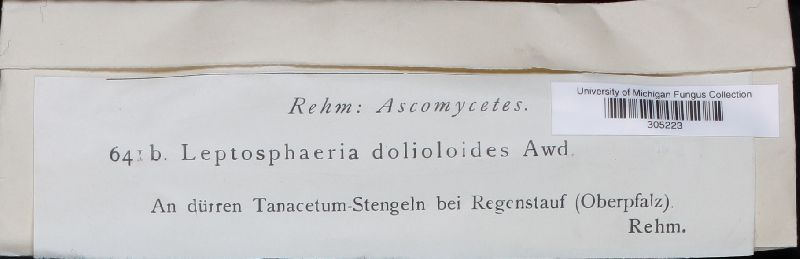 Rehm: Ascomycetes.
University of Michigan Fungus Collection
305223
641 b. Leptosphaeria dolioloides Awd.
An dürren Tanacetum-Stengeln bei Regenstauf (Oberpfalz).
Rehm.